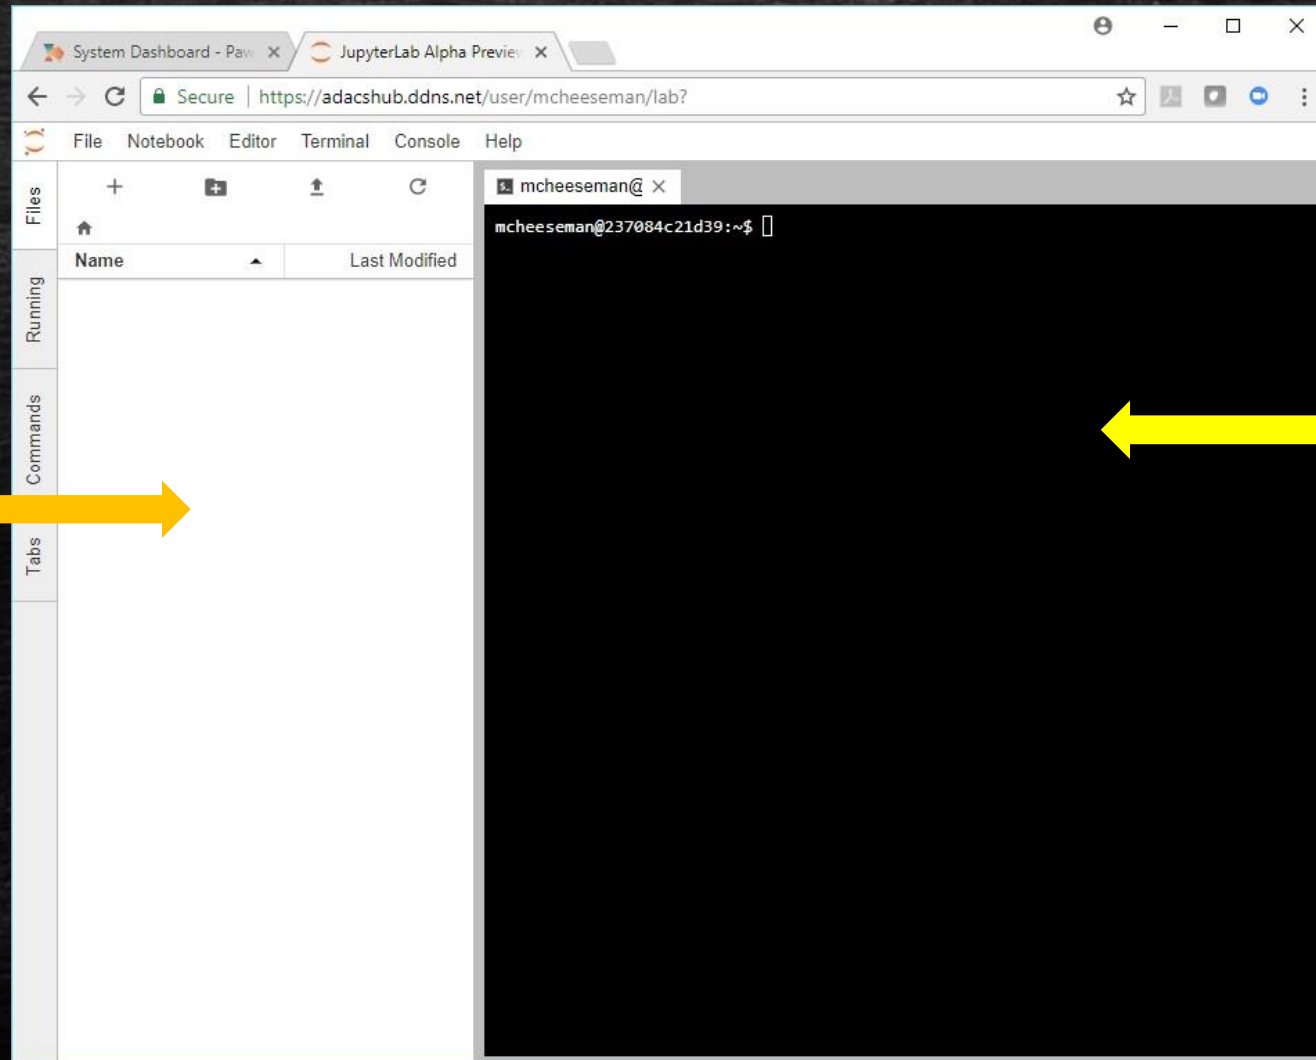 System Dashboard - Paw
JupyterLab Alpha Preview
Secure https://adacshub.ddns.net/user/mcheeseman/lab?
File Notebook Editor Terminal Console Help
Files
Running
Commands
Tabs
Name Last Modified
mcheeseman@
mcheeseman@237084c21d39:~$